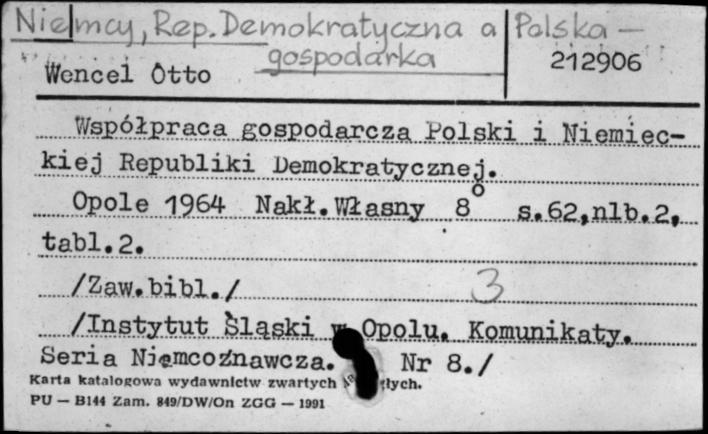 Niemcy, Rep. Demokratyczna a gospodarka
Polska —
Wencel Otto
212906
Współpraca gospodarcza Polski i Niemiec-
kiej Republiki Demokratycznej.
Opole 1964 Nakł. Własny 8° s.62,nlb.2,
tabl.2.
/Zaw.bibl./
3
/Instytut Śląski w Opolu. Komunikaty.
Seria Niemcoznawcza. Nr 8./
Karta katalogowa wydawnictw zwartych
PU — B144 Zam. 849/DW/On ZGG — 1991